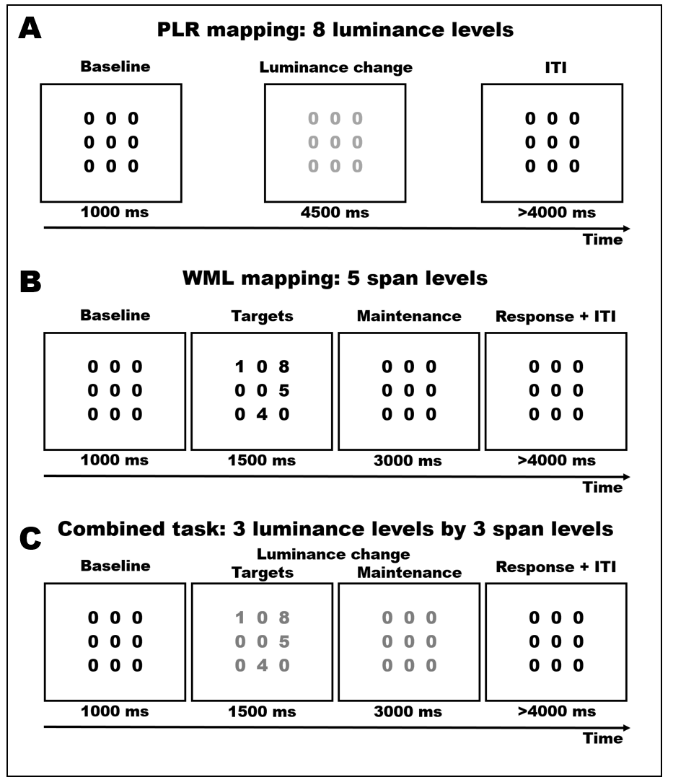 A PLR mapping: 8 luminance levels
Baseline Luminance change ITI
0 0 0 0 0 0 0 0 0
0 0 0 0 0 0 0 0 0
0 0 0 0 0 0 0 0 0
1000 ms 4500 ms >4000 ms
Time
B WML mapping: 5 span levels
Baseline Targets Maintenance Response + ITI
0 0 0 1 0 8 0 0 0 0 0 0
0 0 0 0 0 5 0 0 0 0 0 0
0 0 0 0 4 0 0 0 0 0 0 0
1000 ms 1500 ms 3000 ms >4000 ms
Time
C Combined task: 3 luminance levels by 3 span levels
Luminance change
Baseline Targets Maintenance Response + ITI
0 0 0 1 0 8 0 0 0 0 0 0
0 0 0 0 0 5 0 0 0 0 0 0
0 0 0 0 4 0 0 0 0 0 0 0
1000 ms 1500 ms 3000 ms >4000 ms
Time